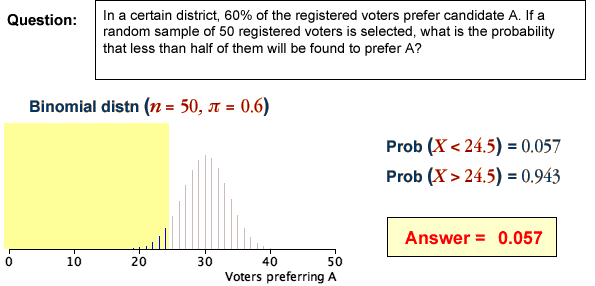 Question:
In a certain district, 60% of the registered voters prefer candidate A. If a
random sample of 50 registered voters is selected, what is the probability
that less than half of them will be found to prefer A?
Binomial distn (n = 50, π = 0.6)
Prob (X < 24.5) = 0.057
Prob (X > 24.5) = 0.943
Answer = 0.057
0 10 20 30 40 50
Voters preferring A